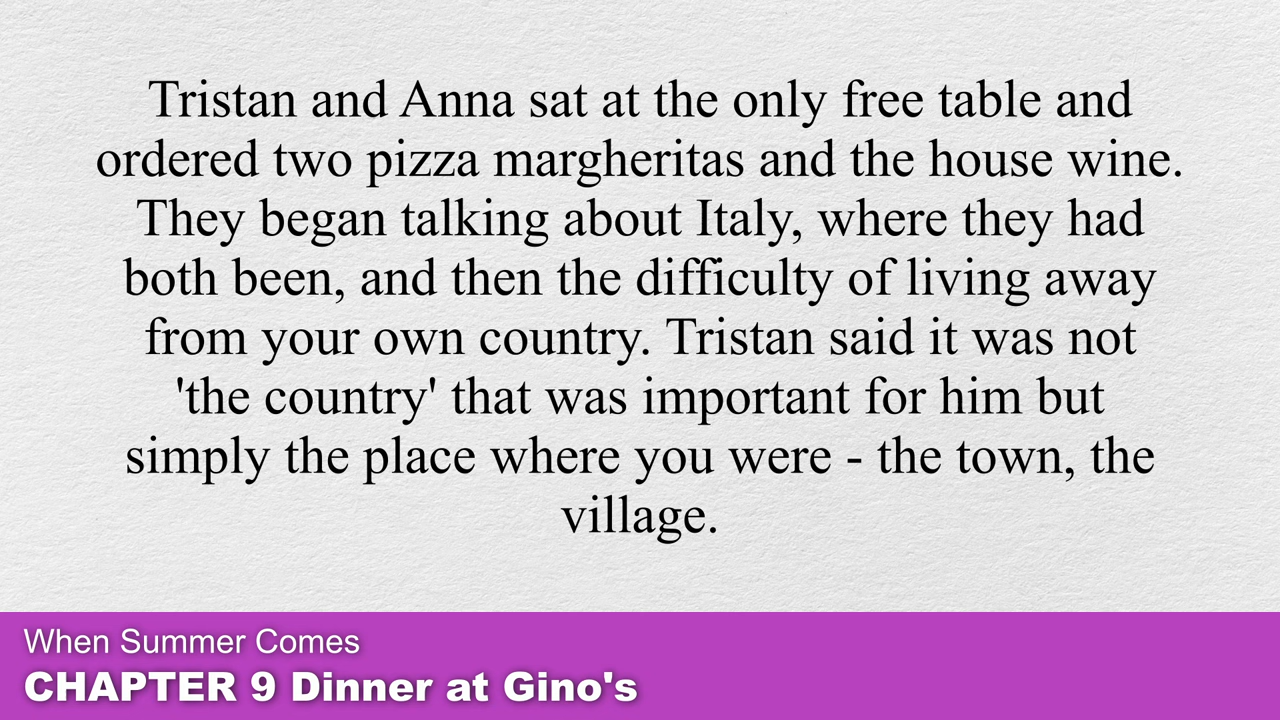 Tristan and Anna sat at the only free table and
ordered two pizza margheritas and the house wine.
They began talking about Italy, where they had
both been, and then the difficulty of living away
from your own country. Tristan said it was not
'the country' that was important for him but
simply the place where you were - the town, the
village.
When Summer Comes
CHAPTER 9 Dinner at Gino's